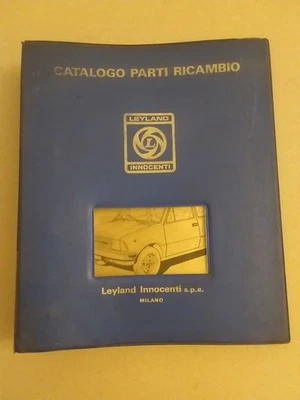 CATALOGO PARTI RICAMBIO
LEYLAND
L
INNOCENTI
Leyland Innocenti s.p.a.
MILANO